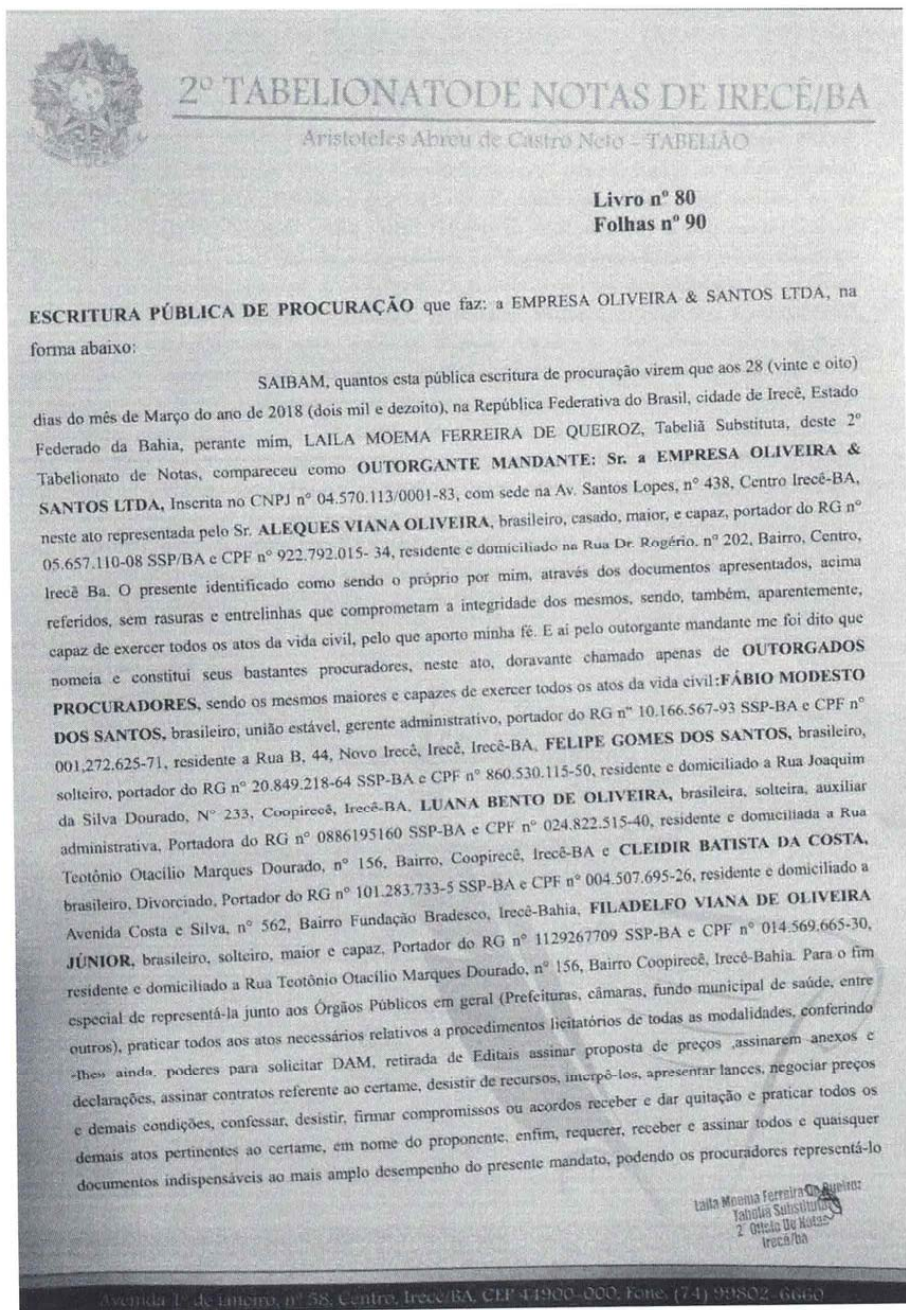 2º TABELIONATODE NOTAS DE IRECÊ/BA
Aristoteles Abreu de Castro Neto - TABELIÃO
Livro nº 80
Folhas nº 90
ESCRITURA PÚBLICA DE PROCURAÇÃO que faz: a EMPRESA OLIVEIRA & SANTOS LTDA, na
forma abaixo:
SAIBAM, quantos esta pública escritura de procuração virem que aos 28 (vinte e oito)
dias do mês de Março do ano de 2018 (dois mil e dezoito), na República Federativa do Brasil, cidade de Irecê, Estado
Federado da Bahia, perante mim, LAILA MOEMA FERREIRA DE QUEIROZ, Tabeliã Substituta, deste 2º
Tabelionato de Notas, compareceu como OUTORGANTE MANDANTE: Sr. a EMPRESA OLIVEIRA &
SANTOS LTDA, Inscrita no CNPJ nº 04.570.113/0001-83, com sede na Av. Santos Lopes, nº 438, Centro Irecê-BA,
neste ato representada pelo Sr. ALEQUES VIANA OLIVEIRA, brasileiro, casado, maior, e capaz, portador do RG nº
05.657.110-08 SSP/BA e CPF nº 922.792.015- 34, residente e domiciliado na Rua Dr. Rogério, nº 202, Bairro, Centro,
Irecê Ba. O presente identificado como sendo o próprio por mim, através dos documentos apresentados, acima
referidos, sem rasuras e entrelinhas que comprometam a integridade dos mesmos, sendo, também, aparentemente,
capaz de exercer todos os atos da vida civil, pelo que aporto minha fé. E ai pelo outorgante mandante me foi dito que
nomeia e constitui seus bastantes procuradores, neste ato, doravante chamado apenas de OUTORGADOS
PROCURADORES, sendo os mesmos maiores e capazes de exercer todos os atos da vida civil:FÁBIO MODESTO
DOS SANTOS, brasileiro, união estável, gerente administrativo, portador do RG nº 10.166.567-93 SSP-BA e CPF nº
001,272.625-71, residente a Rua B, 44, Novo Irecê, Irecê, Irecê-BA, FELIPE GOMES DOS SANTOS, brasileiro,
solteiro, portador do RG nº 20.849.218-64 SSP-BA e CPF nº 860.530.115-50, residente e domiciliado a Rua Joaquim
da Silva Dourado, Nº 233, Coopirecê, Irecê-BA, LUANA BENTO DE OLIVEIRA, brasileira, solteira, auxiliar
administrativa, Portadora do RG nº 0886195160 SSP-BA e CPF nº 024.822.515-40, residente e domiciliada a Rua
Teotônio Otacílio Marques Dourado, nº 156, Bairro, Coopirecê, Irecê-BA e CLEIDIR BATISTA DA COSTA,
brasileiro, Divorciado, Portador do RG nº 101.283.733-5 SSP-BA e CPF nº 004.507.695-26, residente e domiciliado a
Avenida Costa e Silva, nº 562, Bairro Fundação Bradesco, Irecê-Bahia, FILADELFO VIANA DE OLIVEIRA
JÚNIOR, brasileiro, solteiro, maior e capaz, Portador do RG nº 1129267709 SSP-BA e CPF nº 014.569.665-30,
residente e domiciliado a Rua Teotônio Otacílio Marques Dourado, nº 156, Bairro Coopirecê, Irecê-Bahia. Para o fim
especial de representá-la junto aos Órgãos Públicos em geral (Prefeituras, câmaras, fundo municipal de saúde, entre
outros), praticar todos aos atos necessários relativos a procedimentos licitatórios de todas as modalidades, conferindo
-lhes ainda, poderes para solicitar DAM, retirada de Editais assinar proposta de preços ,assinarem anexos e
declarações, assinar contratos referente ao certame, desistir de recursos, interpô-los, apresentar lances, negociar preços
e demais condições, confessar, desistir, firmar compromissos ou acordos receber e dar quitação e praticar todos os
demais atos pertinentes ao certame, em nome do proponente, enfim, requerer, receber e assinar todos e quaisquer
documentos indispensáveis ao mais amplo desempenho do presente mandato, podendo os procuradores representá-lo
Laila Moema Ferreira De Queiroz
Tabeliã Substituta
2º Ofício De Notas
Irecê/ba
Avenida 1º de Janeiro, nº 58, Centro, Irecê/BA, CEP 44900-000. Fone. (74) 99802-6660